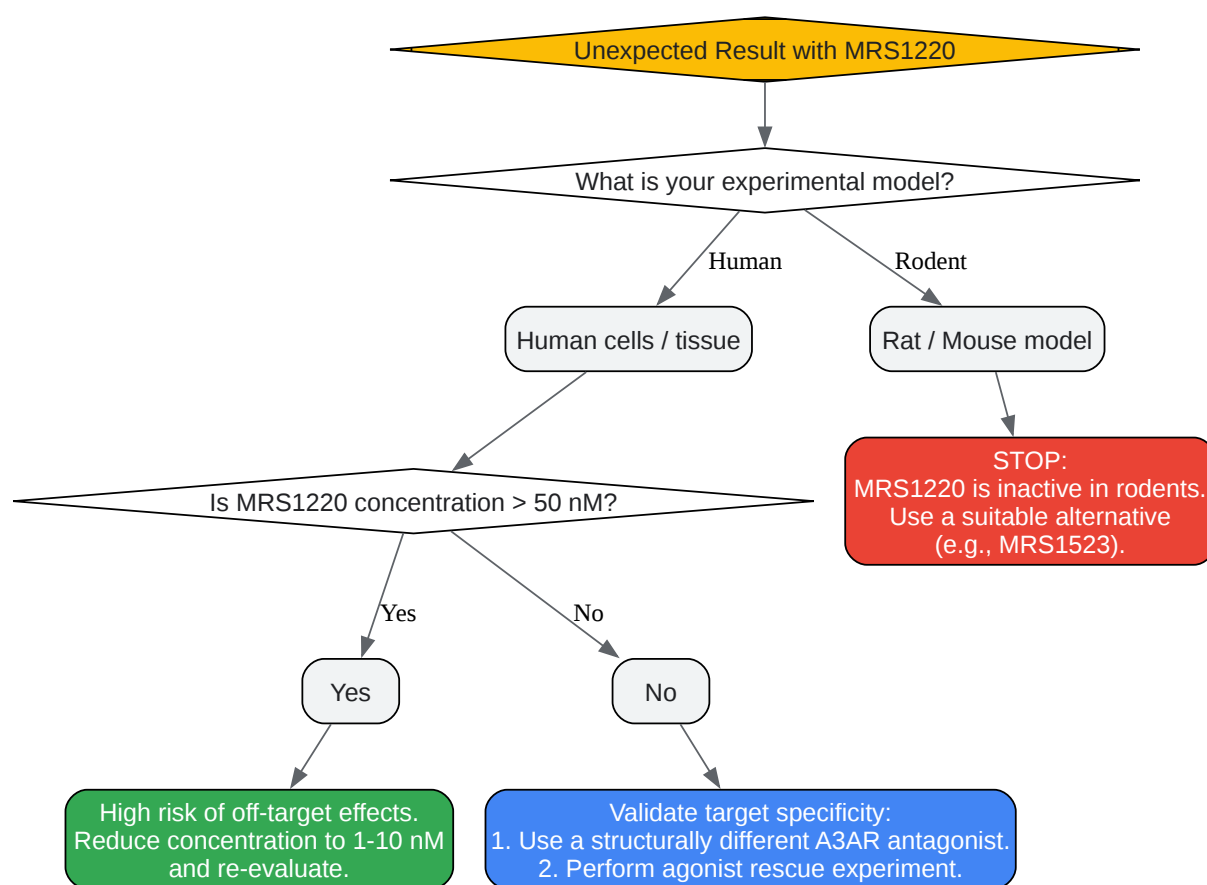 Unexpected Result with MRS1220
What is your experimental model?
Human
Rodent
Human cells / tissue
Rat / Mouse model
Is MRS1220 concentration > 50 nM?
STOP:
MRS1220 is inactive in rodents.
Use a suitable alternative
(e.g., MRS1523).
Yes
No
Yes
No
High risk of off-target effects.
Reduce concentration to 1-10 nM
and re-evaluate.
Validate target specificity:
1. Use a structurally different A3AR antagonist.
2. Perform agonist rescue experiment.